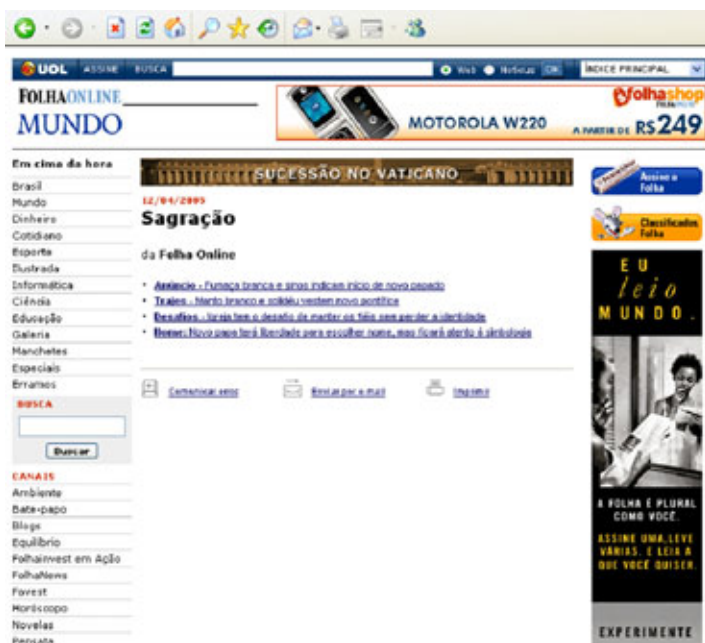 UOL ASSINE BUSCA Web Notícias OK ÍNDICE PRINCIPAL
FOLHAONLINE
MUNDO
MOTOROLA W220
folhashop
A PARTIR DE R$249
Em cima da hora
Brasil
Mundo
Dinheiro
Cotidiano
Esporte
Ilustrada
Informática
Ciência
Educação
Galeria
Manchetes
Especiais
Erramos
BUSCA
Buscar
CANAIS
Ambiente
Bate-papo
Blogs
Equilíbrio
Folhainvest em Ação
FolhaNews
Fovest
Horóscopo
Novelas
Pensata
SUCESSÃO NO VATICANO
12/04/2005
Sagração
da Folha Online
Anúncio - Fumaça branca e sinos indicam início de novo papado
Trajes - Manto branco e solidéu vestem novo pontífice
Desafios - Igreja tem o desafio de manter os fiéis sem perder a identidade
Nome: Novo papa terá liberdade para escolher nome, mas ficará atento à simbologia
Comunicar erros Enviar por e-mail Imprimir
Assine a
Folha
Classificados
Folha
EU
leio
MUNDO.
A FOLHA É PLURAL
COMO VOCÊ.
ASSINE UMA, LEVE
VÁRIAS. E LEIA A
QUE VOCÊ QUISER.
EXPERIMENTE